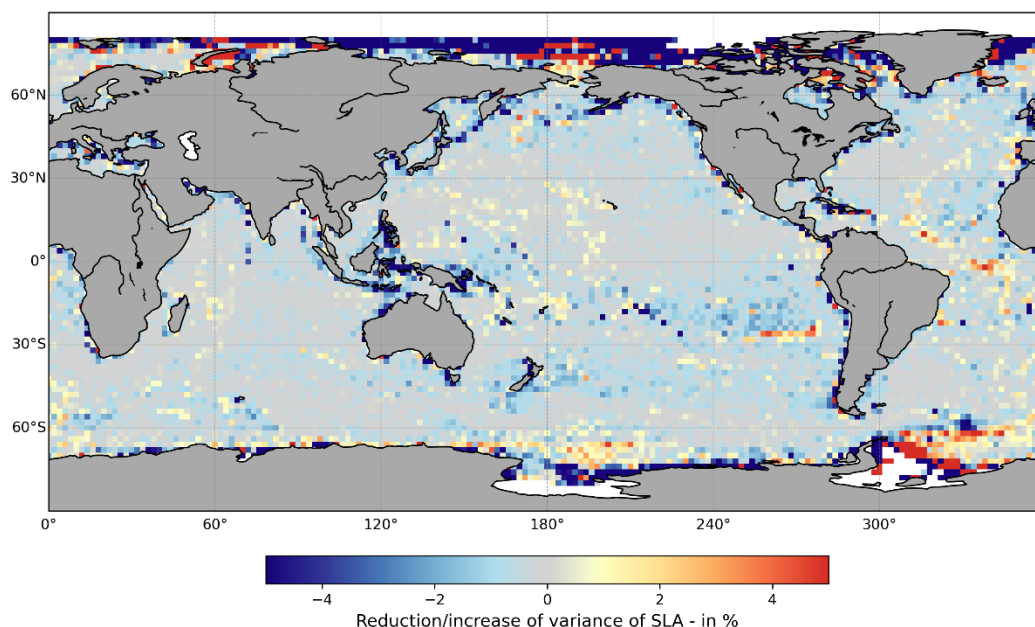 60°N
30°N
0°
30°S
60°S
0° 60° 120° 180° 240° 300°
−4 −2 0 2 4
Reduction/increase of variance of SLA - in %